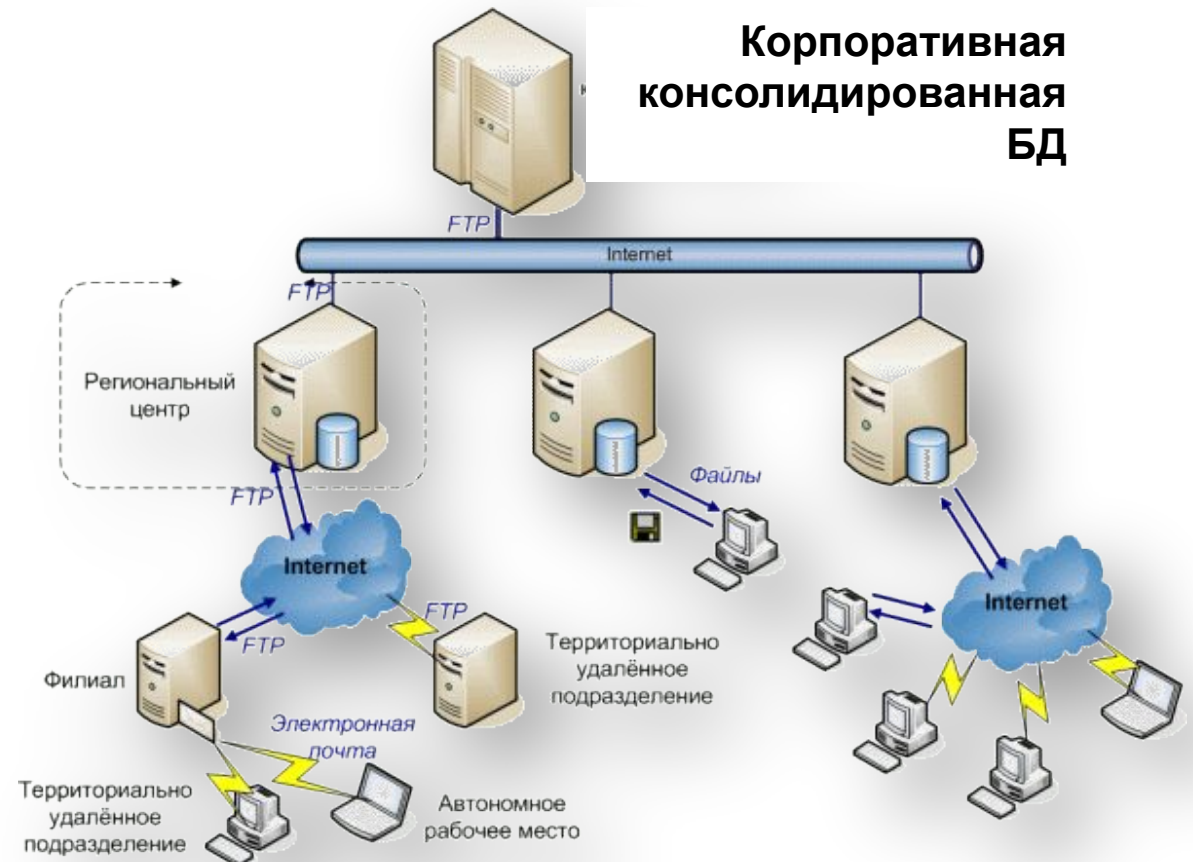 Корпоративная
консолидированная
БД
FTP
Internet
FTP
Региональный
центр
FTP
Файлы
Internet
Internet
FTP
FTP
Филиал
Территориально
удалённое
подразделение
Электронная
почта
Территориально
удалённое
подразделение
Автономное
рабочее место